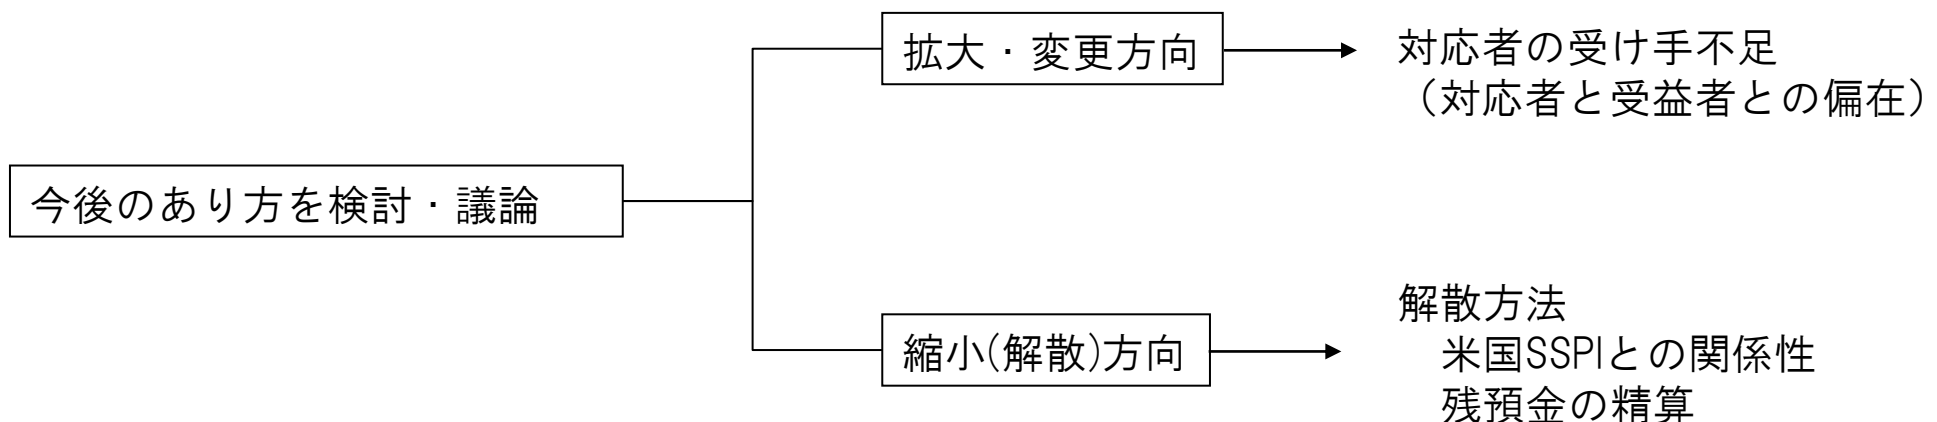 拡大・変更方向
対応者の受け手不足
（対応者と受益者との偏在）
今後のあり方を検討・議論
縮小(解散)方向
解散方法
米国SSPIとの関係性
残預金の精算